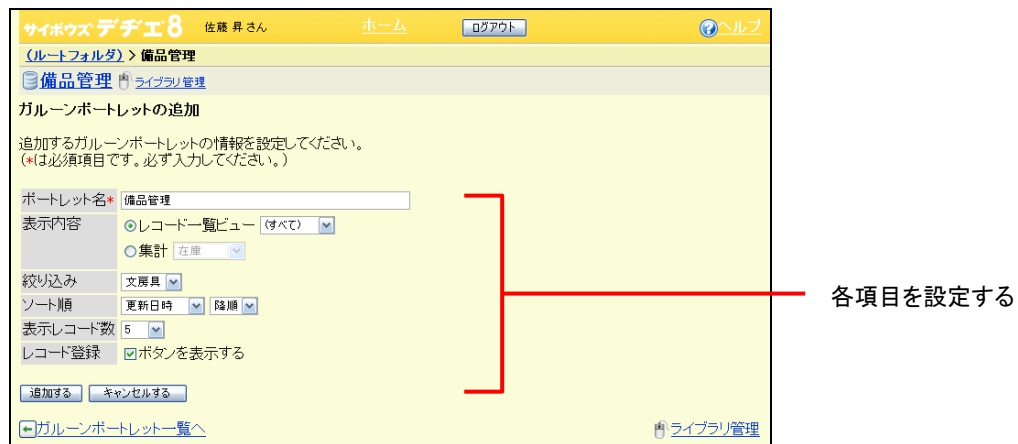 サイボウズ デヂエ8 佐藤 昇 さん ホーム ログアウト ヘルプ
(ルートフォルダ) > 備品管理
備品管理 ライブラリ管理
ガルーンポートレットの追加
追加するガルーンポートレットの情報を設定してください。
(*は必須項目です。必ず入力してください。)
ポートレット名* 備品管理
表示内容 レコード一覧ビュー (すべて)
集計 在庫
絞り込み 文房具
ソート順 更新日時 降順
表示レコード数 5
レコード登録 ボタンを表示する
各項目を設定する
追加する キャンセルする
ガルーンポートレット一覧へ ライブラリ管理